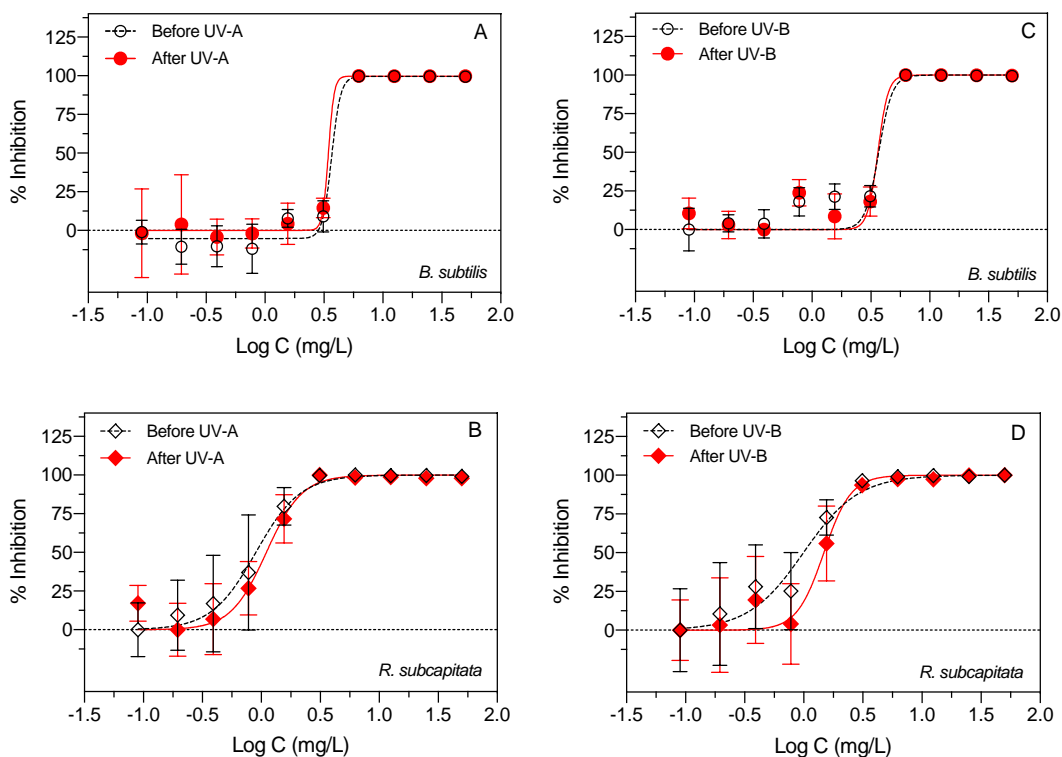 A
Before UV-A
After UV-A
125
100
75
50
25
0
% Inhibition
B. subtilis
-1.5 -1.0 -0.5 0.0 0.5 1.0 1.5 2.0
Log C (mg/L)
C
Before UV-B
After UV-B
125
100
75
50
25
0
% Inhibition
B. subtilis
-1.5 -1.0 -0.5 0.0 0.5 1.0 1.5 2.0
Log C (mg/L)
B
Before UV-A
After UV-A
125
100
75
50
25
0
% Inhibition
R. subcapitata
-1.5 -1.0 -0.5 0.0 0.5 1.0 1.5 2.0
Log C (mg/L)
D
Before UV-B
After UV-B
125
100
75
50
25
0
% Inhibition
R. subcapitata
-1.5 -1.0 -0.5 0.0 0.5 1.0 1.5 2.0
Log C (mg/L)